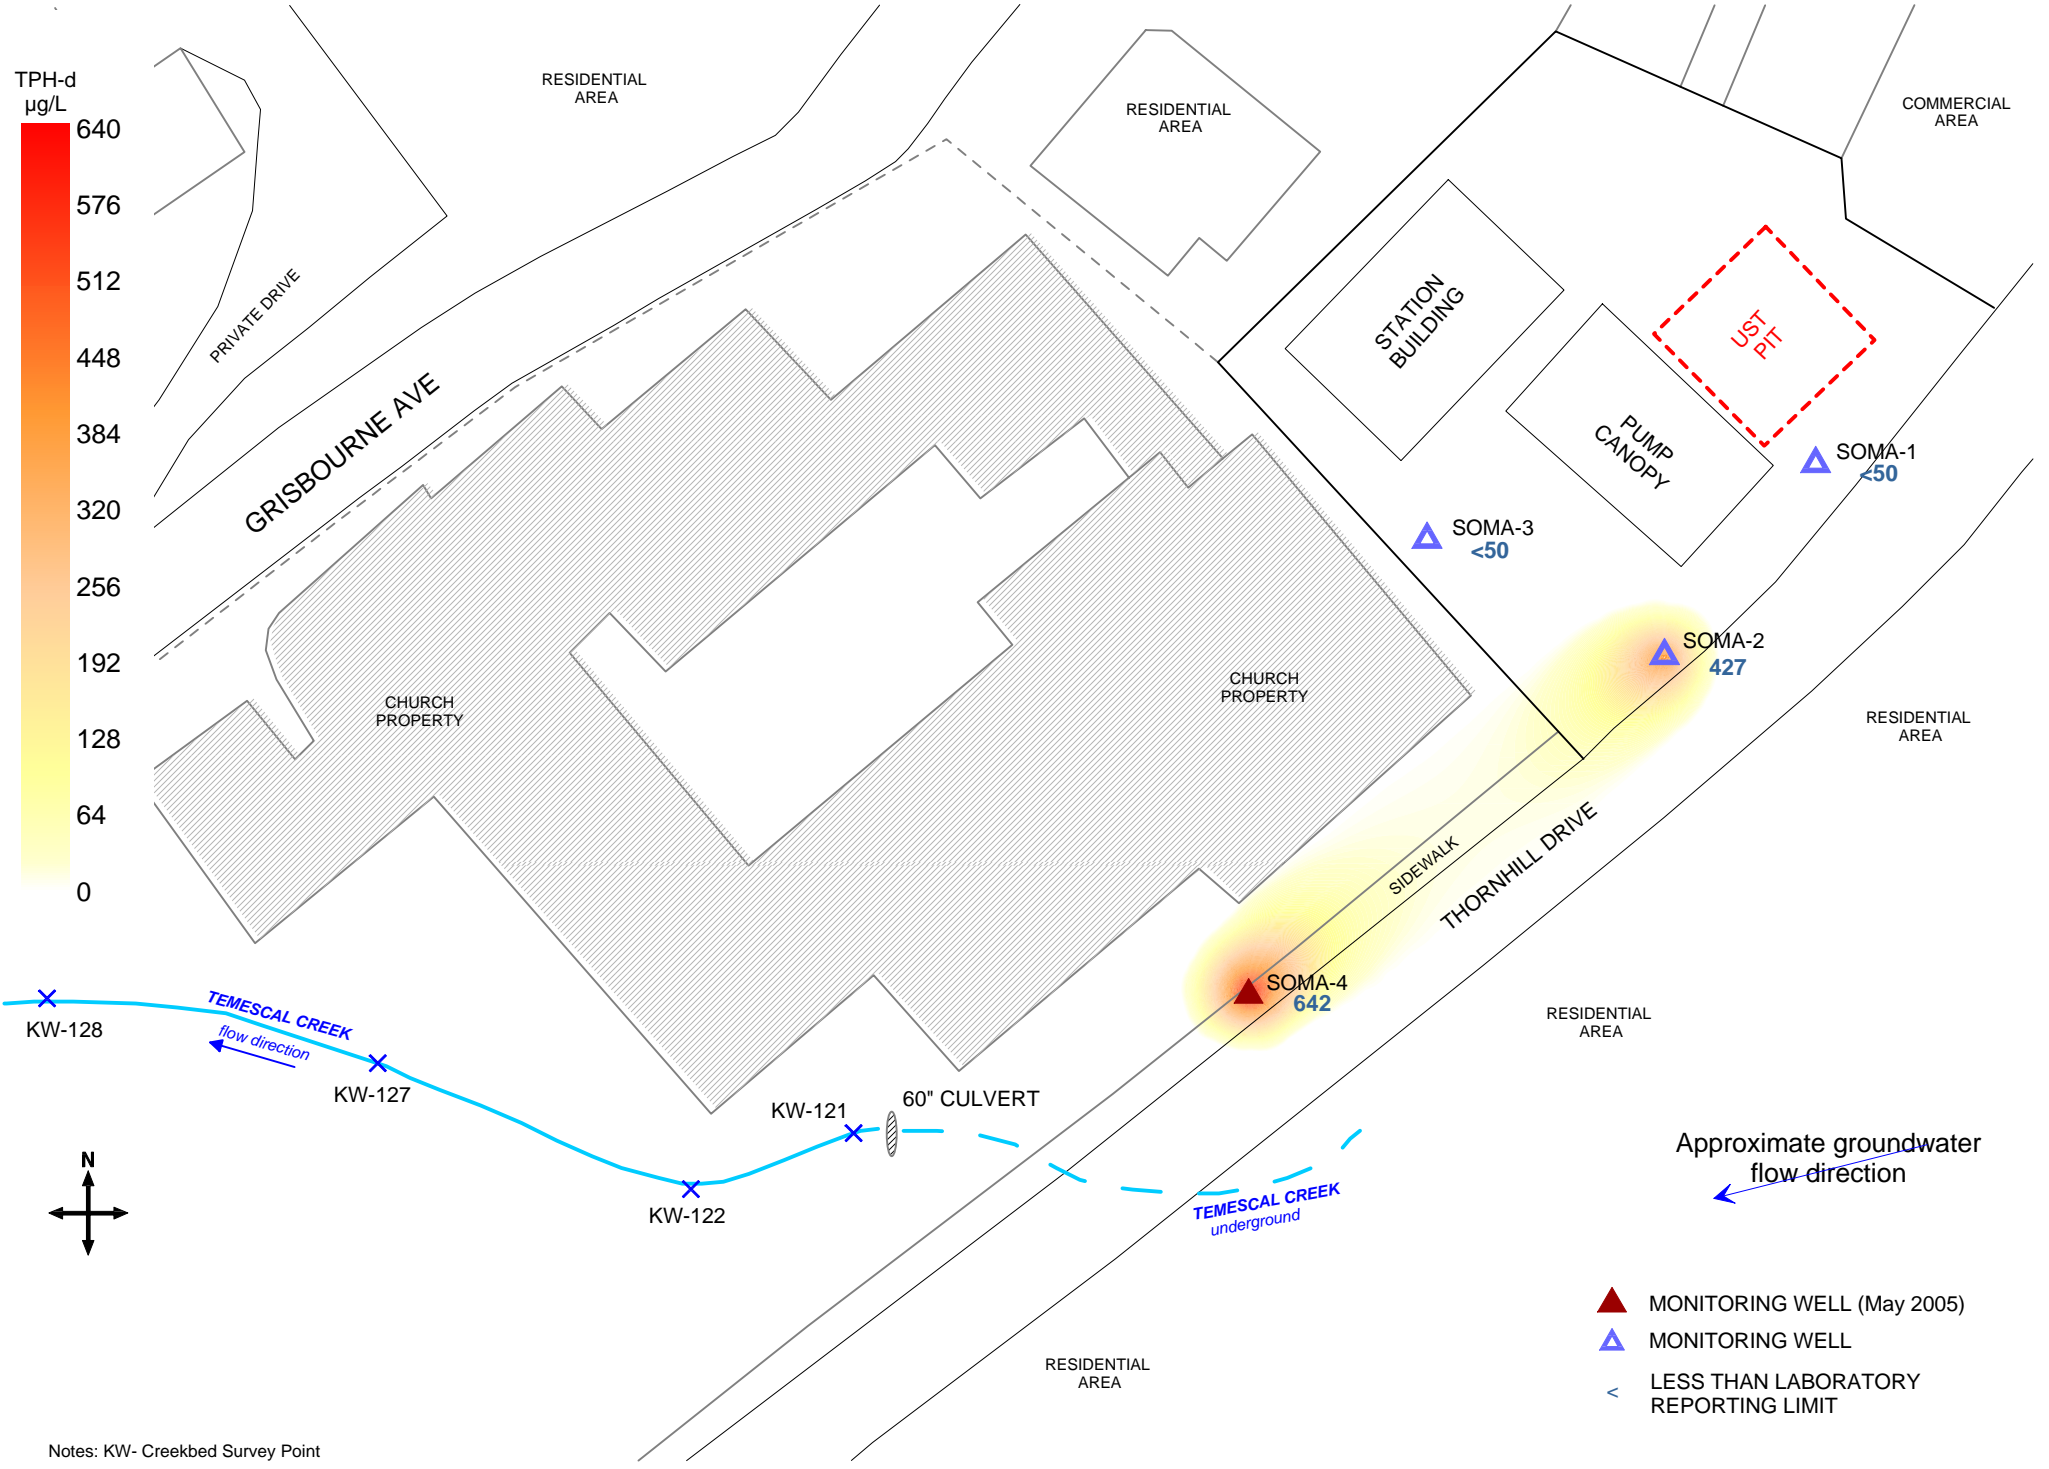 TPH-d
µg/L
640
576
512
448
384
320
256
192
128
64
0
RESIDENTIAL
AREA
RESIDENTIAL
AREA
COMMERCIAL
AREA
PRIVATE DRIVE
GRISBOURNE AVE
STATION
BUILDING
UST
PIT
PUMP
CANOPY
SOMA-1
<50
SOMA-3
<50
SOMA-2
427
CHURCH
PROPERTY
CHURCH
PROPERTY
RESIDENTIAL
AREA
SIDEWALK
THORNHILL DRIVE
SOMA-4
642
RESIDENTIAL
AREA
TEMESCAL CREEK
flow direction
KW-128
KW-127
KW-121
60" CULVERT
KW-122
TEMESCAL CREEK
underground
N
Approximate groundwater
flow direction
RESIDENTIAL
AREA
MONITORING WELL (May 2005)
MONITORING WELL
< LESS THAN LABORATORY
REPORTING LIMIT
Notes: KW- Creekbed Survey Point